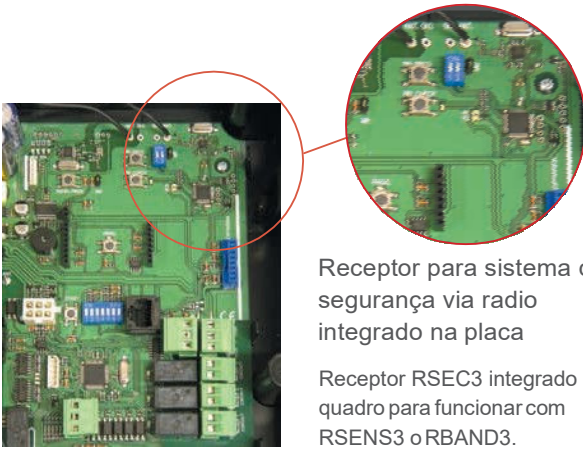 Receptor para sistema
segurança via radio
integrado na placa
Receptor RSEC3 integrado
quadro para funcionar com
RSENS3 o RBAND3.